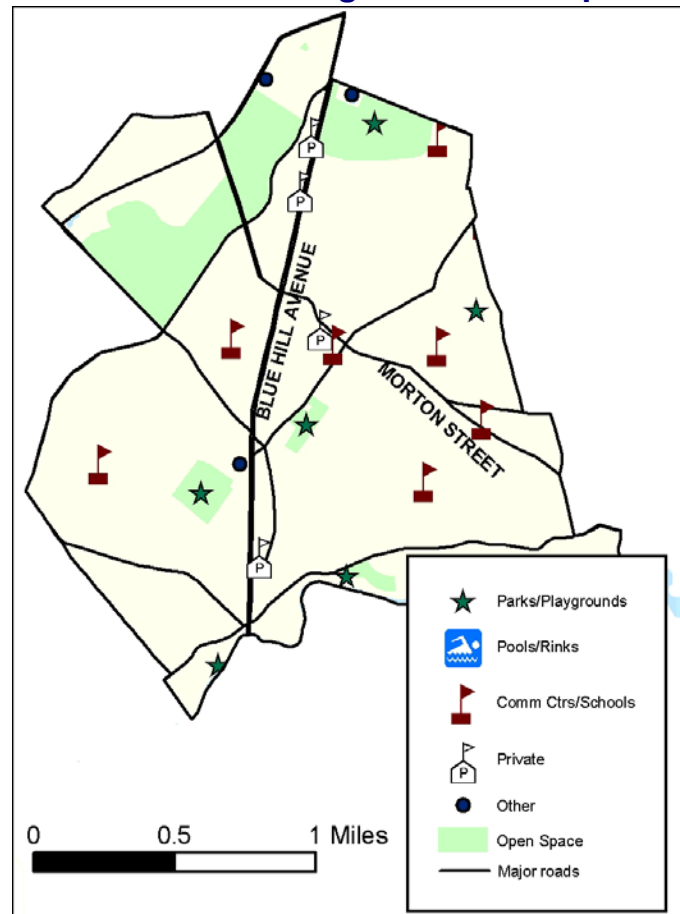 BLUE HILL AVENUE
MORTON STREET
P
P
P
P
Parks/Playgrounds
Pools/Rinks
Comm Ctrs/Schools
P
Private
Other
Open Space
Major roads
0 0.5 1 Miles